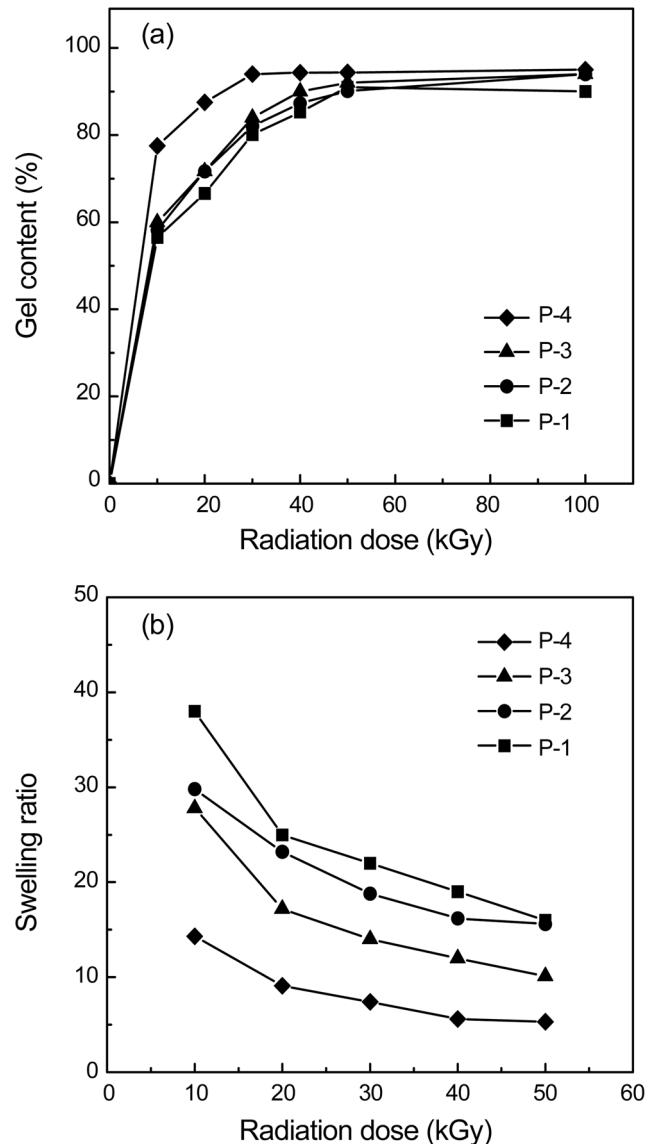 (a)
100
80
60
40
20
0
Gel content (%)
P-4
P-3
P-2
P-1
0 20 40 60 80 100
Radiation dose (kGy)
(b)
50
40
30
20
10
0
Swelling ratio
P-4
P-3
P-2
P-1
0 10 20 30 40 50 60
Radiation dose (kGy)